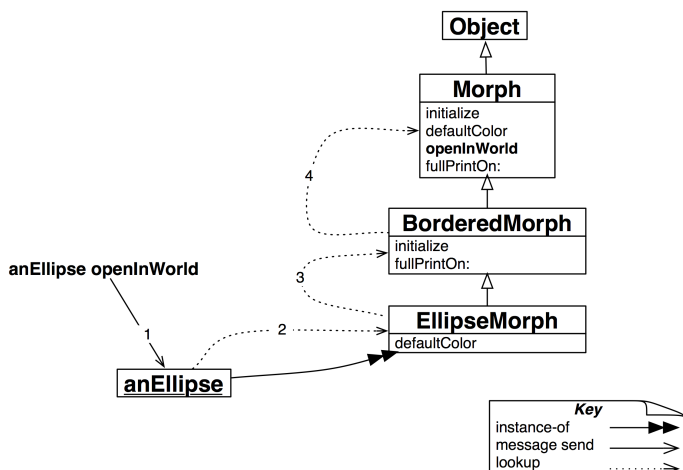 Object
Morph
initialize
defaultColor
openInWorld
fullPrintOn:
4
BorderedMorph
initialize
fullPrintOn:
anEllipse openInWorld
3
EllipseMorph
defaultColor
1
2
anEllipse
Key
instance-of
message send
lookup